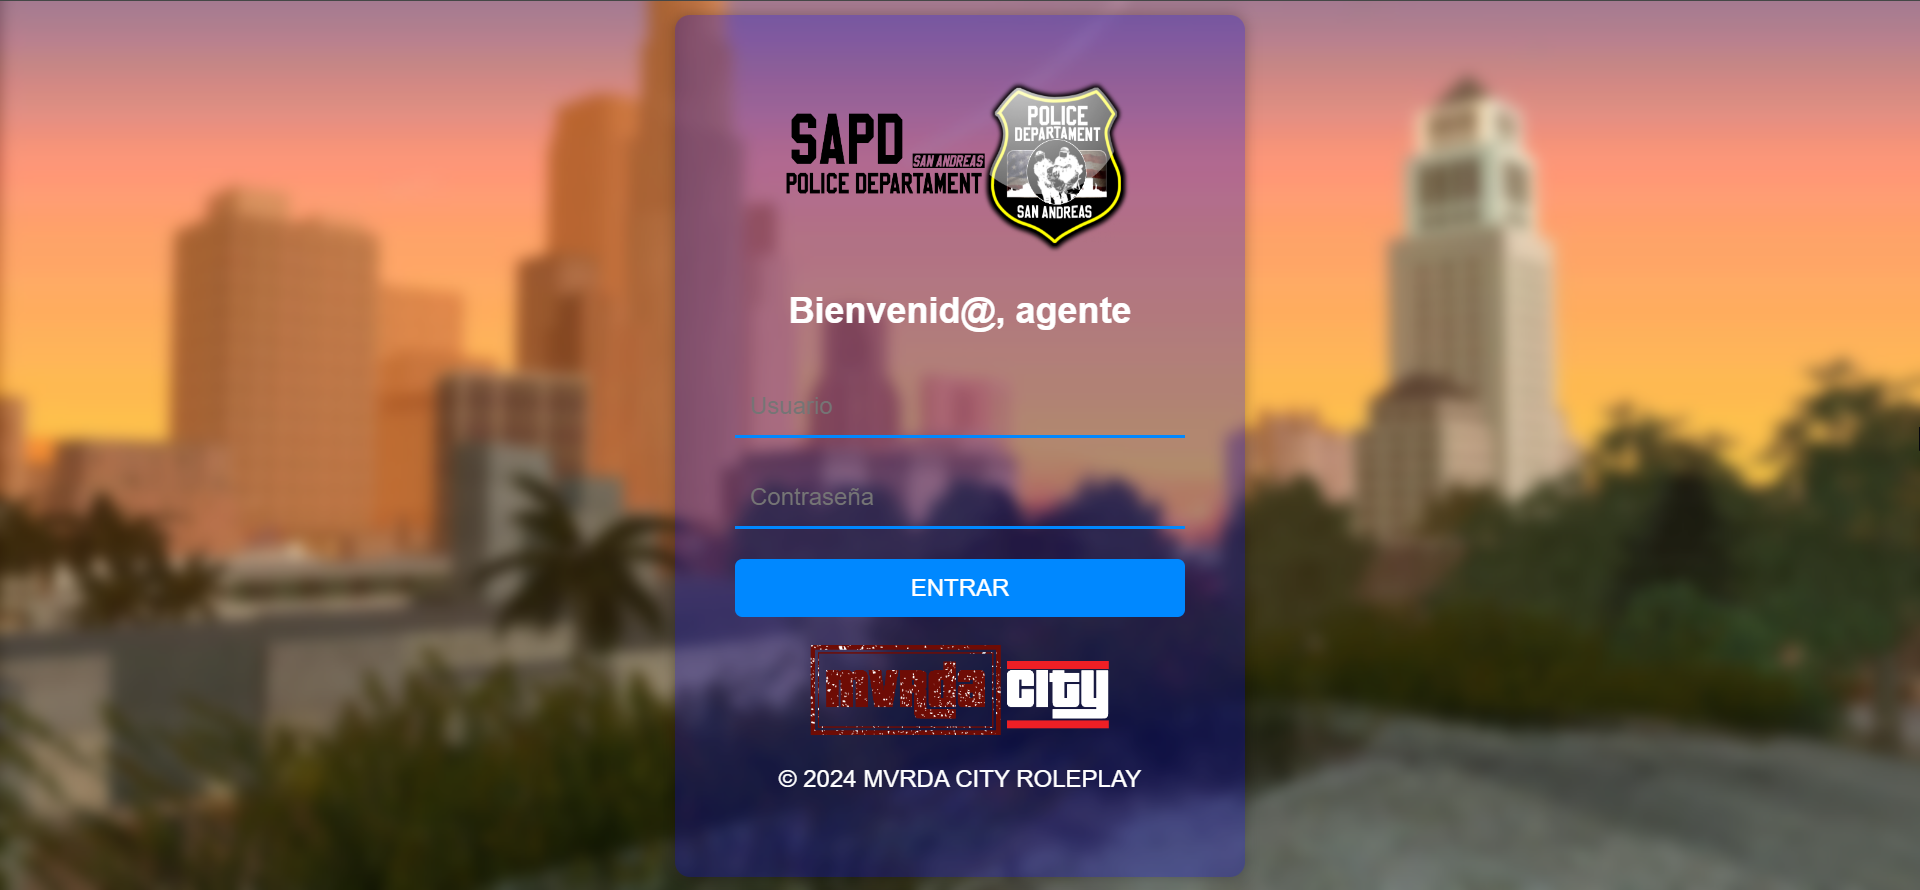 SAPD
SAN ANDREAS
POLICE DEPARTAMENT
POLICE
DEPARTAMENT
SAN ANDREAS
Bienvenid@, agente
Usuario
Contraseña
ENTRAR
mvrda city
© 2024 MVRDA CITY ROLEPLAY